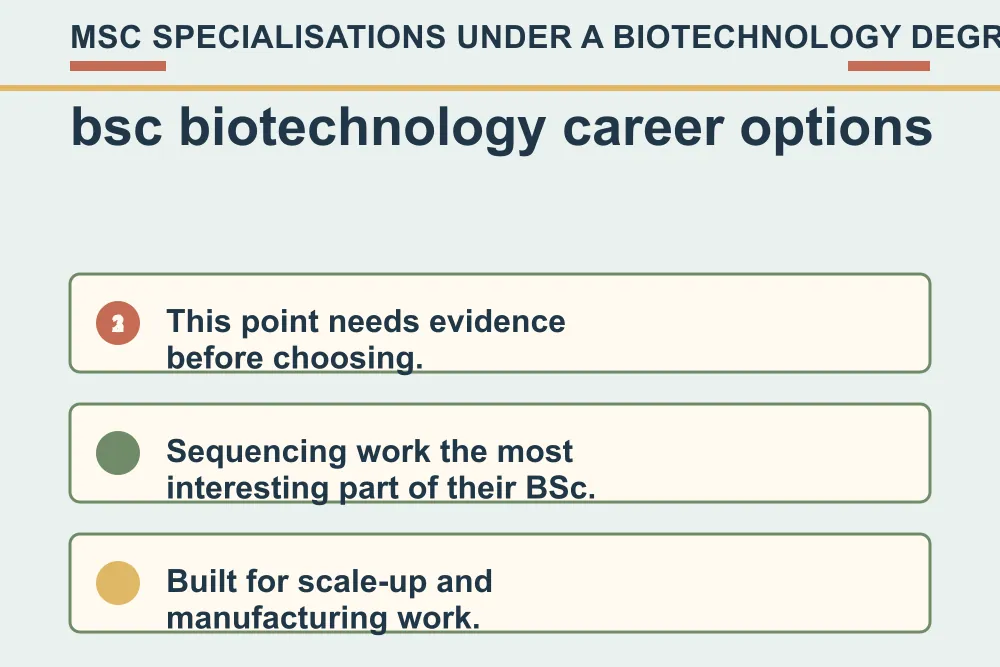 MSC SPECIALISATIONS UNDER A BIOTECHNOLOGY DEGR
bsc biotechnology career options
This point needs evidence
before choosing.
Sequencing work the most
interesting part of their BSc.
Built for scale-up and
manufacturing work.